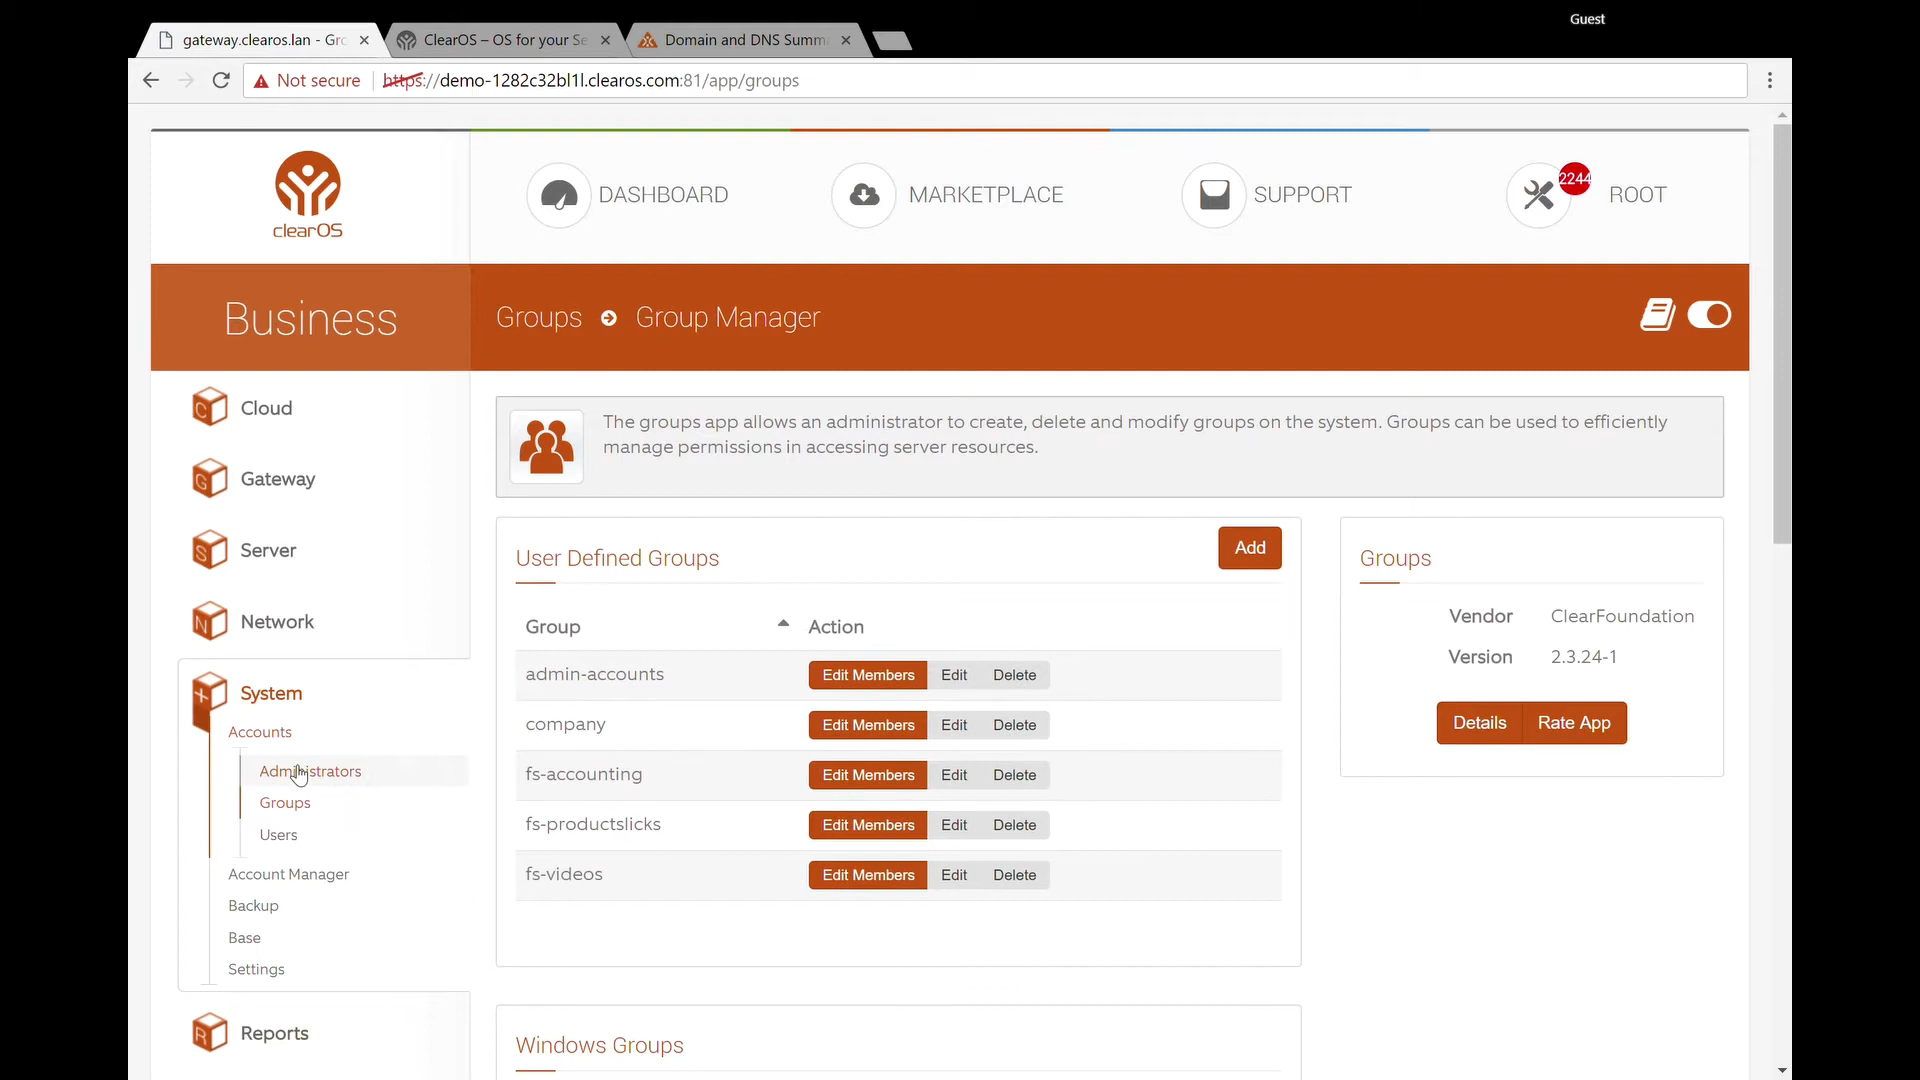 Guest
gateway.clearos.lan - Gro
ClearOS – OS for your Se
Domain and DNS Summa
Not secure
https://demo-1282c32bl1l.clearos.com:81/app/groups
clearOS
DASHBOARD
MARKETPLACE
SUPPORT
2244
ROOT
Business
Groups
Group Manager
C
Cloud
G
Gateway
S
Server
N
Network
System
Accounts
Administrators
Groups
Users
Account Manager
Backup
Base
Settings
R
Reports
The groups app allows an administrator to create, delete and modify groups on the system. Groups can be used to efficiently
manage permissions in accessing server resources.
User Defined Groups
Add
Group
Action
admin-accounts
Edit Members
Edit
Delete
company
Edit Members
Edit
Delete
fs-accounting
Edit Members
Edit
Delete
fs-productslicks
Edit Members
Edit
Delete
fs-videos
Edit Members
Edit
Delete
Windows Groups
Groups
Vendor
ClearFoundation
Version
2.3.24-1
Details
Rate App